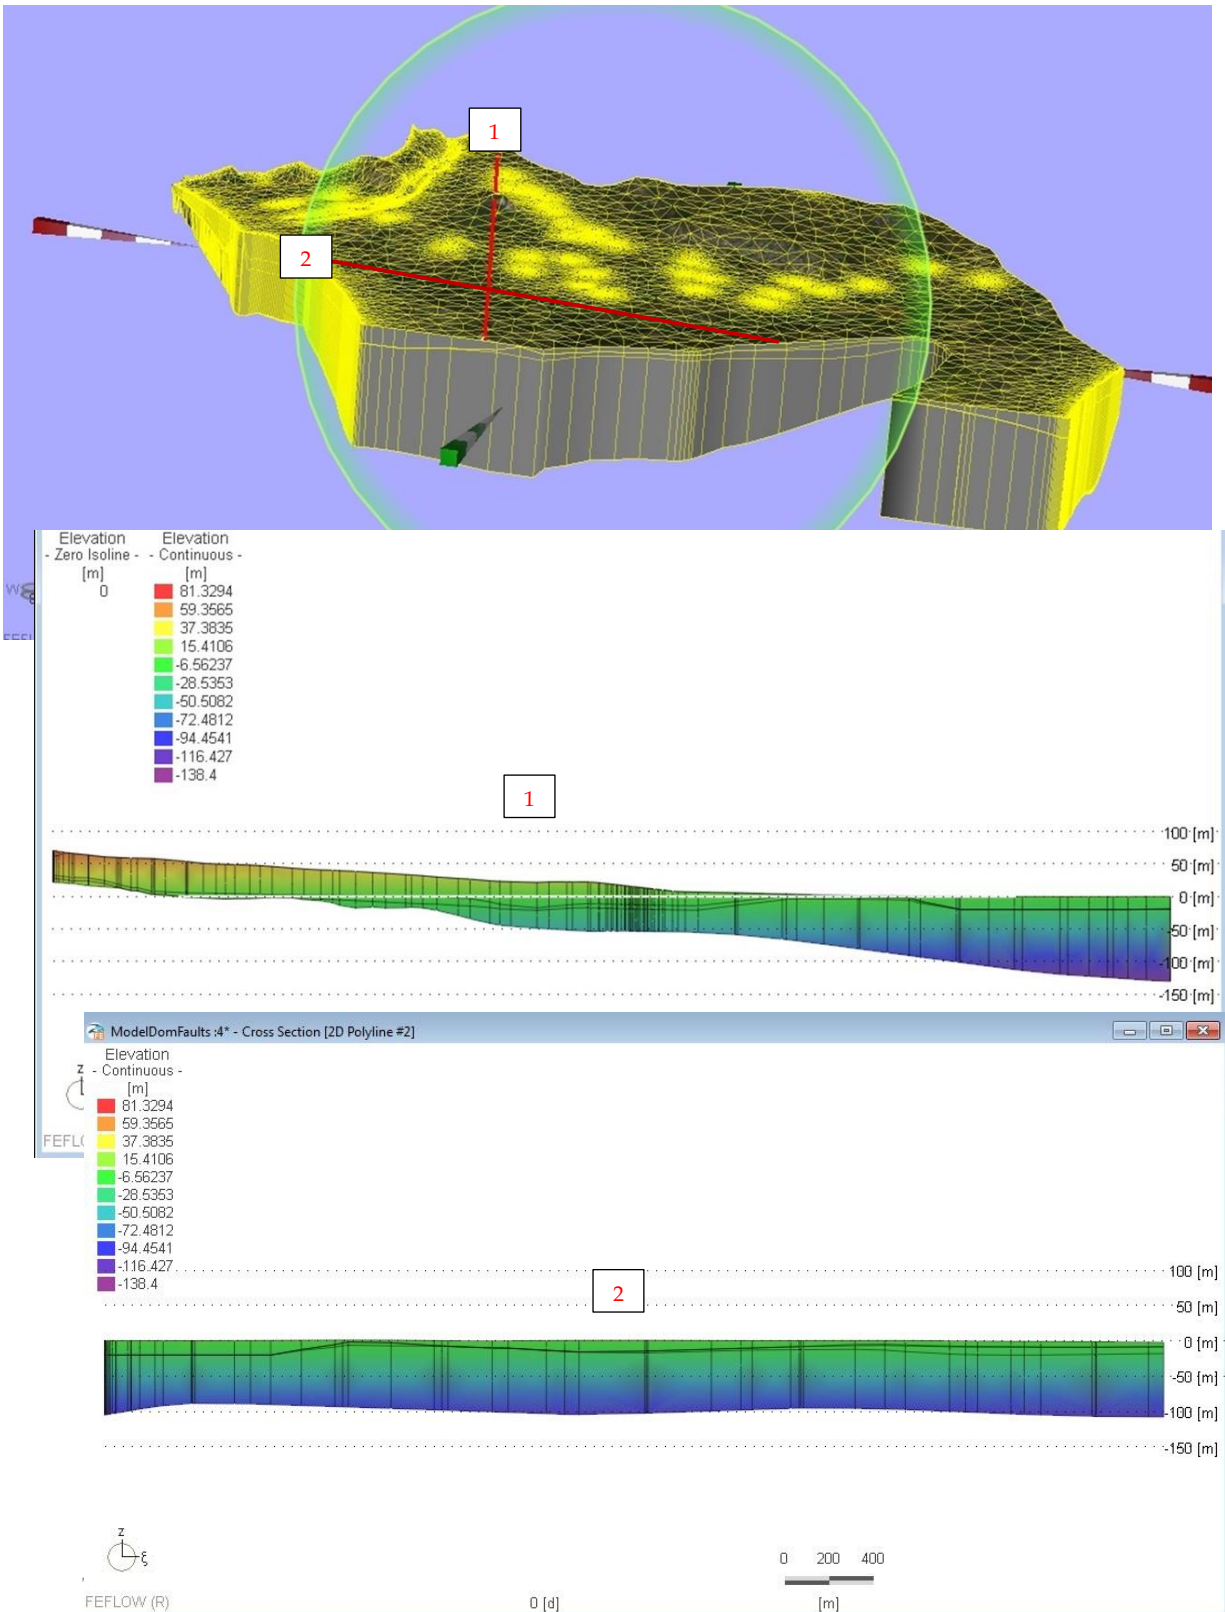 1
2
Elevation Elevation
- Zero Isoline - - Continuous -
[m] [m]
0 81.3294
59.3565
37.3835
15.4106
-6.56237
-28.5353
-50.5082
-72.4812
-94.4541
-116.427
-138.4
1
100 [m]
50 [m]
0 [m]
-50 [m]
-100 [m]
-150 [m]
ModelDomFaults :4* - Cross Section [2D Polyline #2]
Elevation
z - Continuous -
[m]
81.3294
59.3565
37.3835
15.4106
-6.56237
-28.5353
-50.5082
-72.4812
-94.4541
-116.427
-138.4
2
100 [m]
50 [m]
0 [m]
-50 [m]
-100 [m]
-150 [m]
z
ξ
0 200 400
[m]
FEFLOW (R) 0 [d]